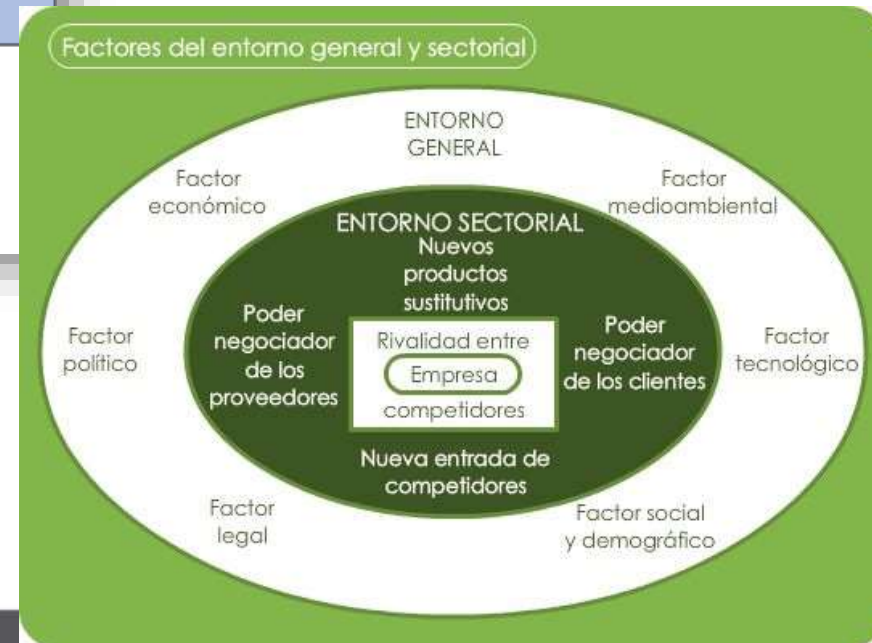 Factores del entorno general y sectorial
ENTORNO
GENERAL
Factor
económico
Factor
medioambiental
ENTORNO SECTORIAL
Nuevos
productos
sustitutivos
Factor
político
Poder
negociador
de los
proveedores
Rivalidad entre
Empresa
competidores
Poder
negociador
de los clientes
Factor
tecnológico
Nueva entrada de
competidores
Factor
legal
Factor social
y demográfico